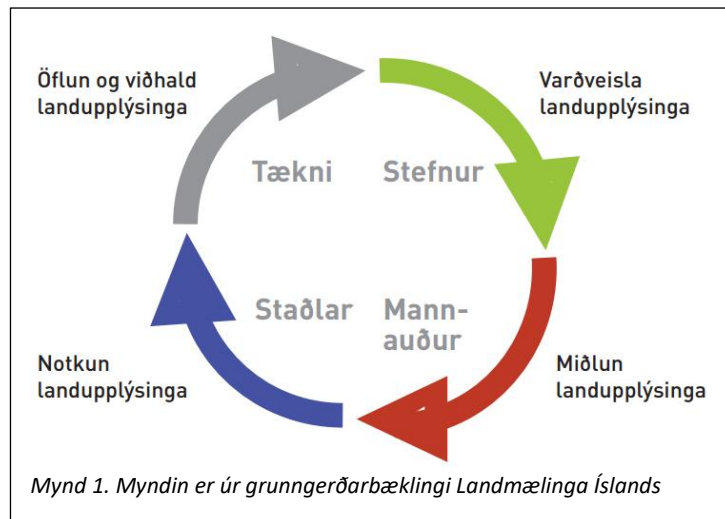 Öflun og viðhald
landupplýsinga
Varðveisla
landupplýsinga
Tækni
Stefnur
Staðlar
Mann-
auður
Notkun
landupplýsinga
Miðlun
landupplýsinga
Mynd 1. Myndin er úr grunngerðarbæklingi Landmælinga Íslands